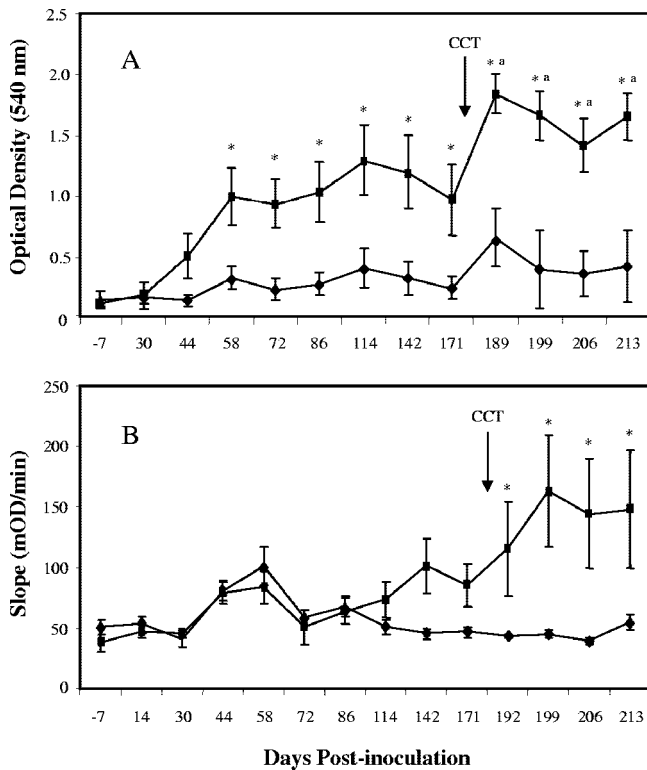 2.5
A
CCT
* a
* a
* a
* a
2.0
*
*
*
*
*
*
1.5
1.0
0.5
0
Optical Density (540 nm)
-7 30 44 58 72 86 114 142 171 189 199 206 213
250
B
CCT
*
*
*
*
200
150
100
50
0
Slope (mOD/min)
-7 14 30 44 58 72 86 114 142 171 192 199 206 213
Days Post-inoculation